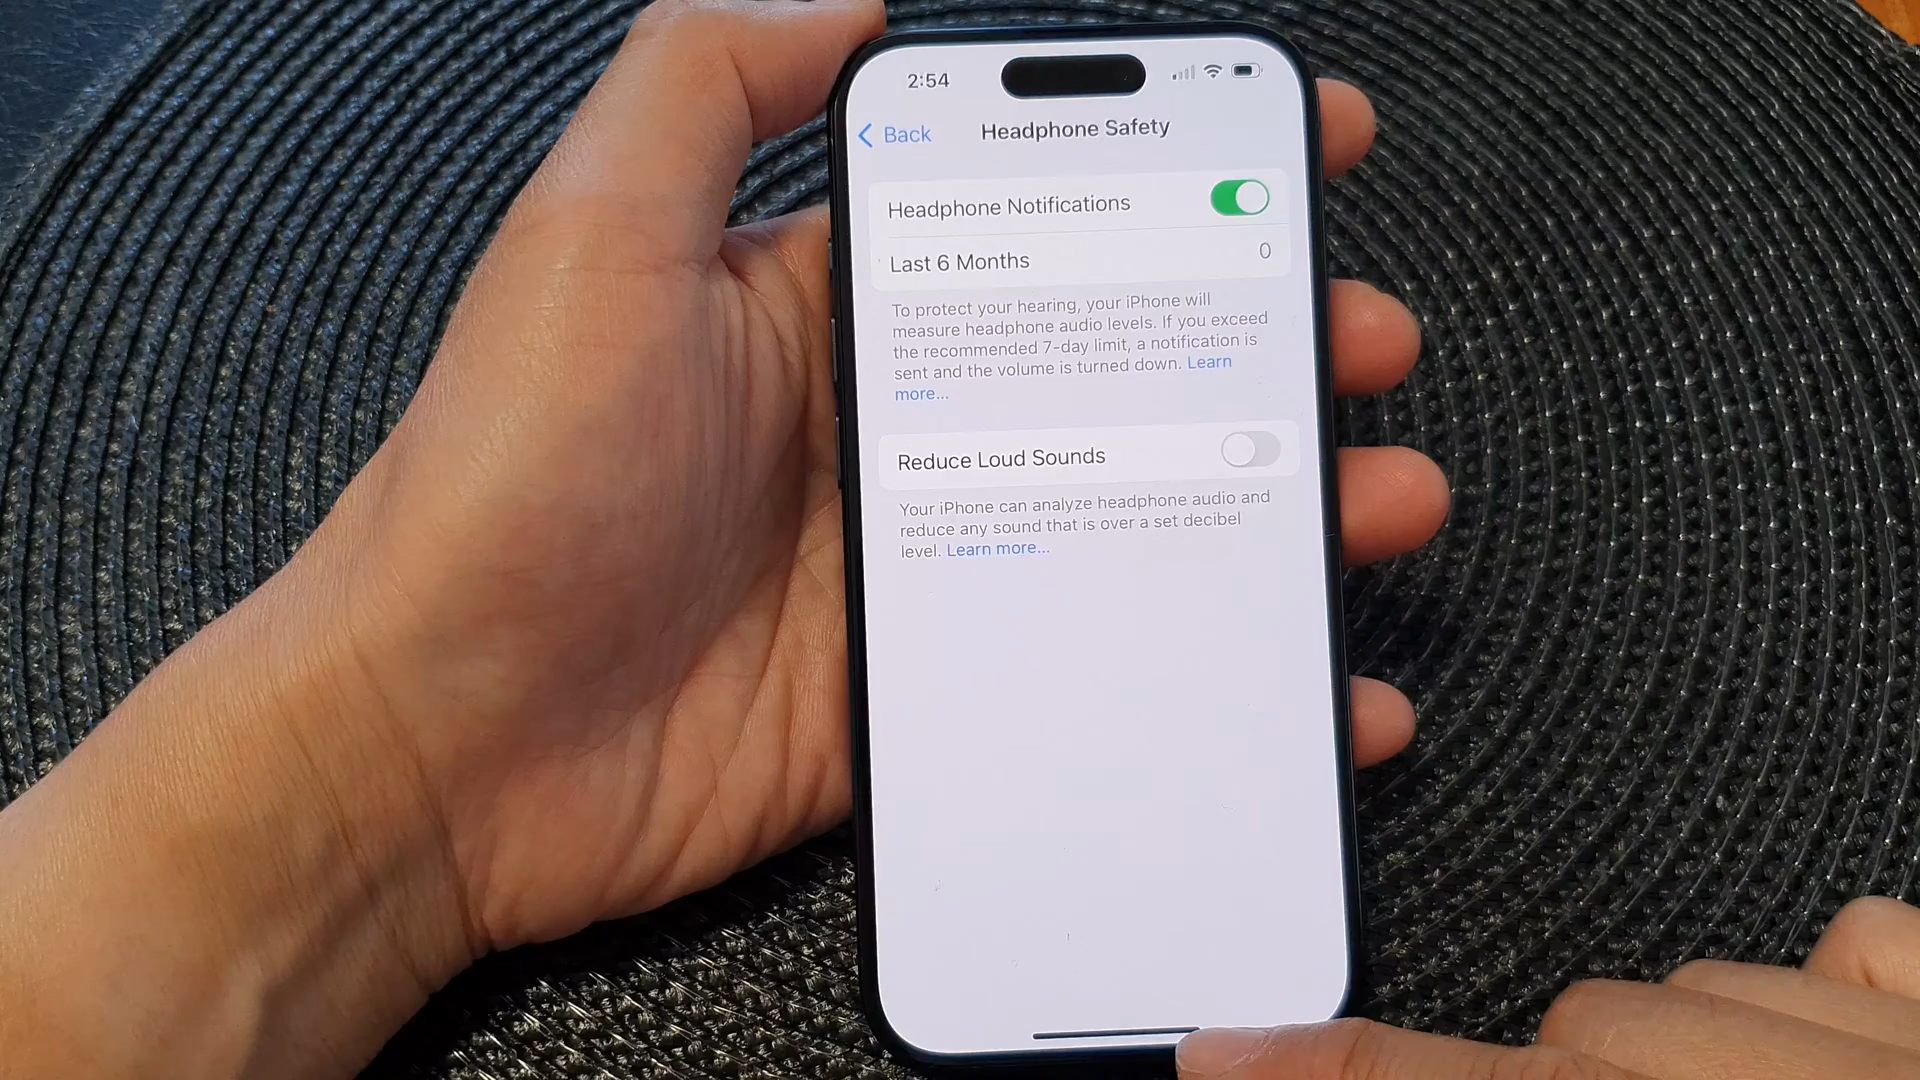 2:54
Back
Headphone Safety
Headphone Notifications
Last 6 Months 0
To protect your hearing, your iPhone will
measure headphone audio levels. If you exceed
the recommended 7-day limit, a notification is
sent and the volume is turned down. Learn
more...
Reduce Loud Sounds
Your iPhone can analyze headphone audio and
reduce any sound that is over a set decibel
level. Learn more...